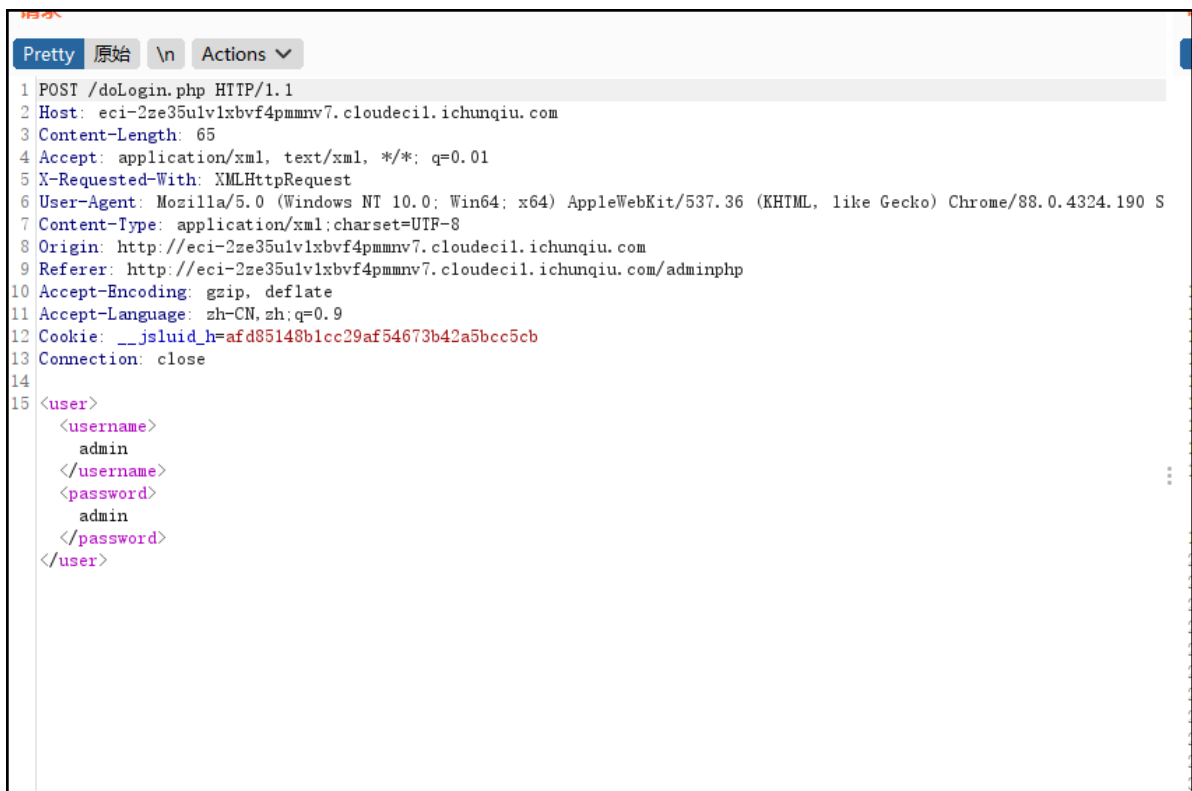 请求
Pretty 原始 \n Actions
1 POST /doLogin.php HTTP/1.1
2 Host: eci-2ze35ulvlxbvf4pmmnv7.cloudeci1.ichunqiu.com
3 Content-Length: 65
4 Accept: application/xml, text/xml, */*; q=0.01
5 X-Requested-With: XMLHttpRequest
6 User-Agent: Mozilla/5.0 (Windows NT 10.0; Win64; x64) AppleWebKit/537.36 (KHTML, like Gecko) Chrome/88.0.4324.190 S
7 Content-Type: application/xml;charset=UTF-8
8 Origin: http://eci-2ze35ulvlxbvf4pmmnv7.cloudeci1.ichunqiu.com
9 Referer: http://eci-2ze35ulvlxbvf4pmmnv7.cloudeci1.ichunqiu.com/adminphp
10 Accept-Encoding: gzip, deflate
11 Accept-Language: zh-CN,zh;q=0.9
12 Cookie: __jsluid_h=afd85148b1cc29af54673b42a5bcc5cb
13 Connection: close
14
15 <user>
<username>
admin
</username>
<password>
admin
</password>
</user>